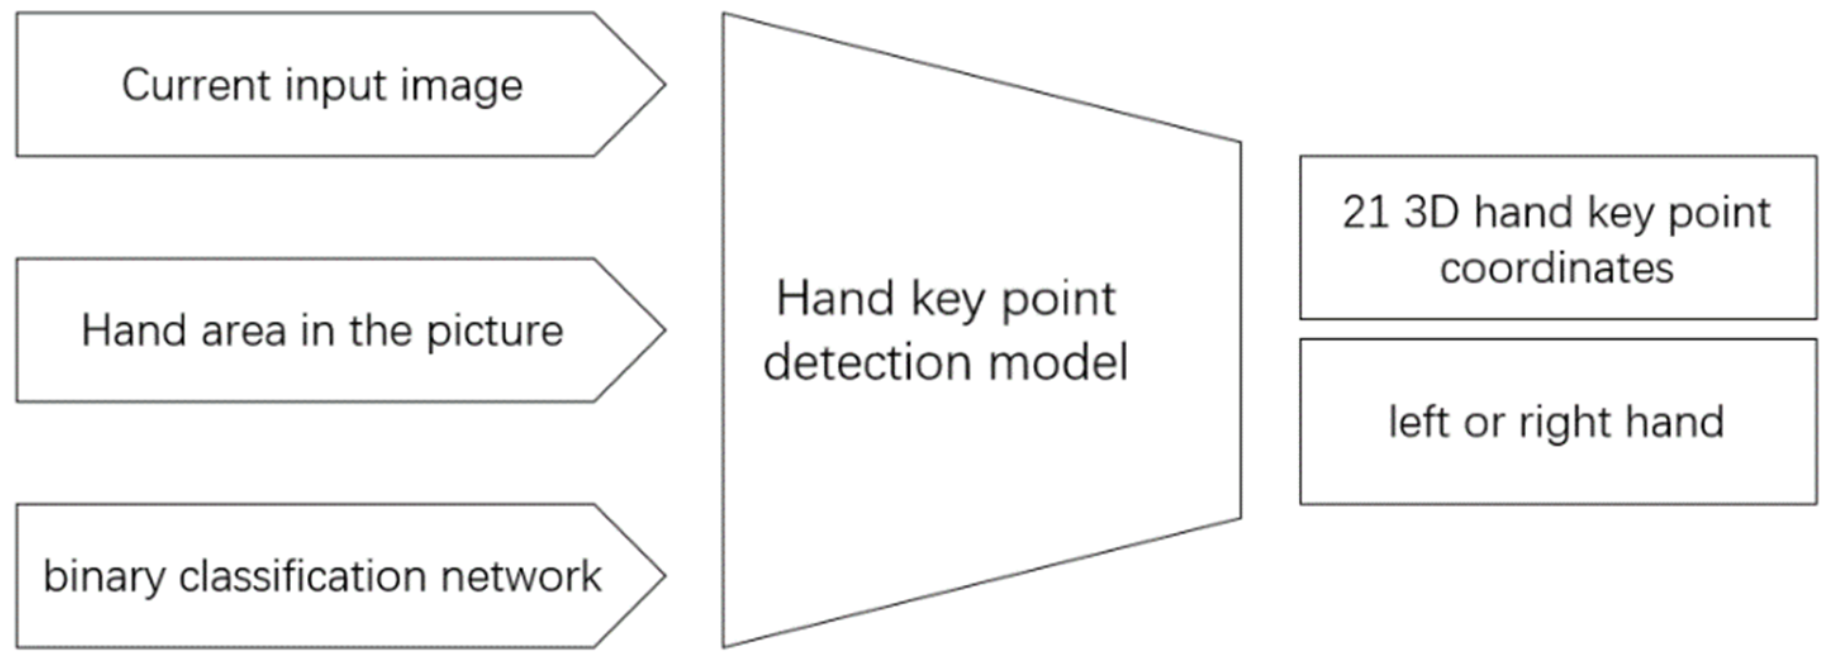 Current input image
Hand area in the picture
binary classification network
Hand key point
detection model
21 3D hand key point
coordinates
left or right hand